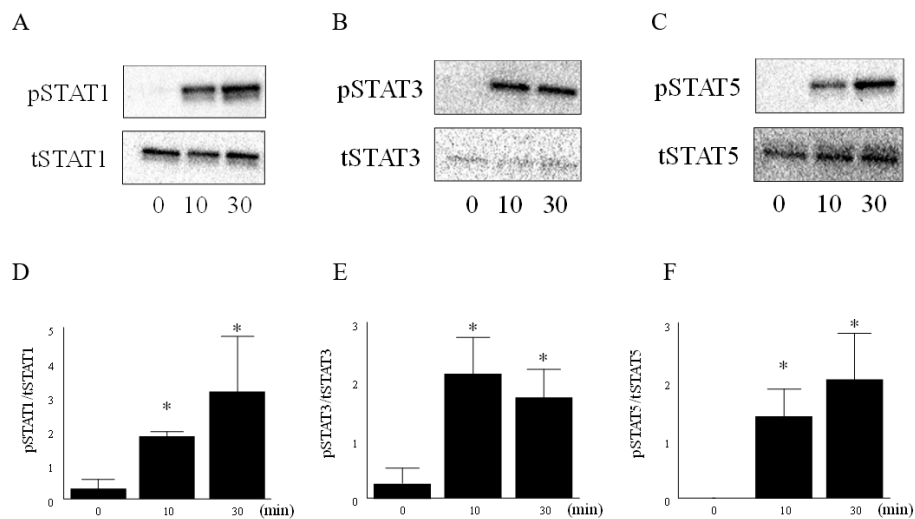 A
B
C
pSTAT1
pSTAT3
pSTAT5
tSTAT1
tSTAT3
tSTAT5
0 10 30
0 10 30
0 10 30
D
E
F
pSTAT1/tSTAT1
5
4
3
2
1
0
*
*
0 10 30 (min)
pSTAT3/tSTAT3
3
2
1
0
*
*
0 10 30 (min)
pSTAT5/tSTAT5
3
2
1
0
*
*
0 10 30 (min)